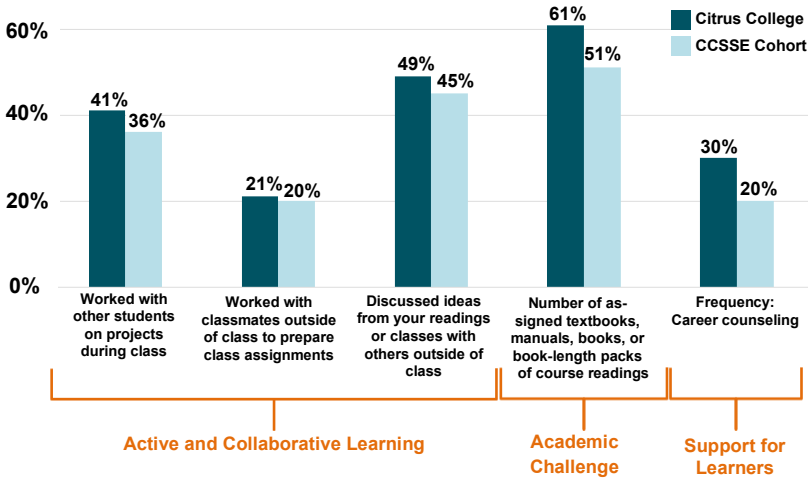 Citrus College
CCSSE Cohort
60%
40%
20%
0%
41%
36%
21%
20%
49%
45%
61%
51%
30%
20%
Worked with
other students
on projects
during class
Worked with
classmates outside
of class to prepare
class assignments
Discussed ideas
from your readings
or classes with
others outside of
class
Number of as-
signed textbooks,
manuals, books, or
book-length packs
of course readings
Frequency:
Career counseling
Active and Collaborative Learning
Academic
Challenge
Support for
Learners